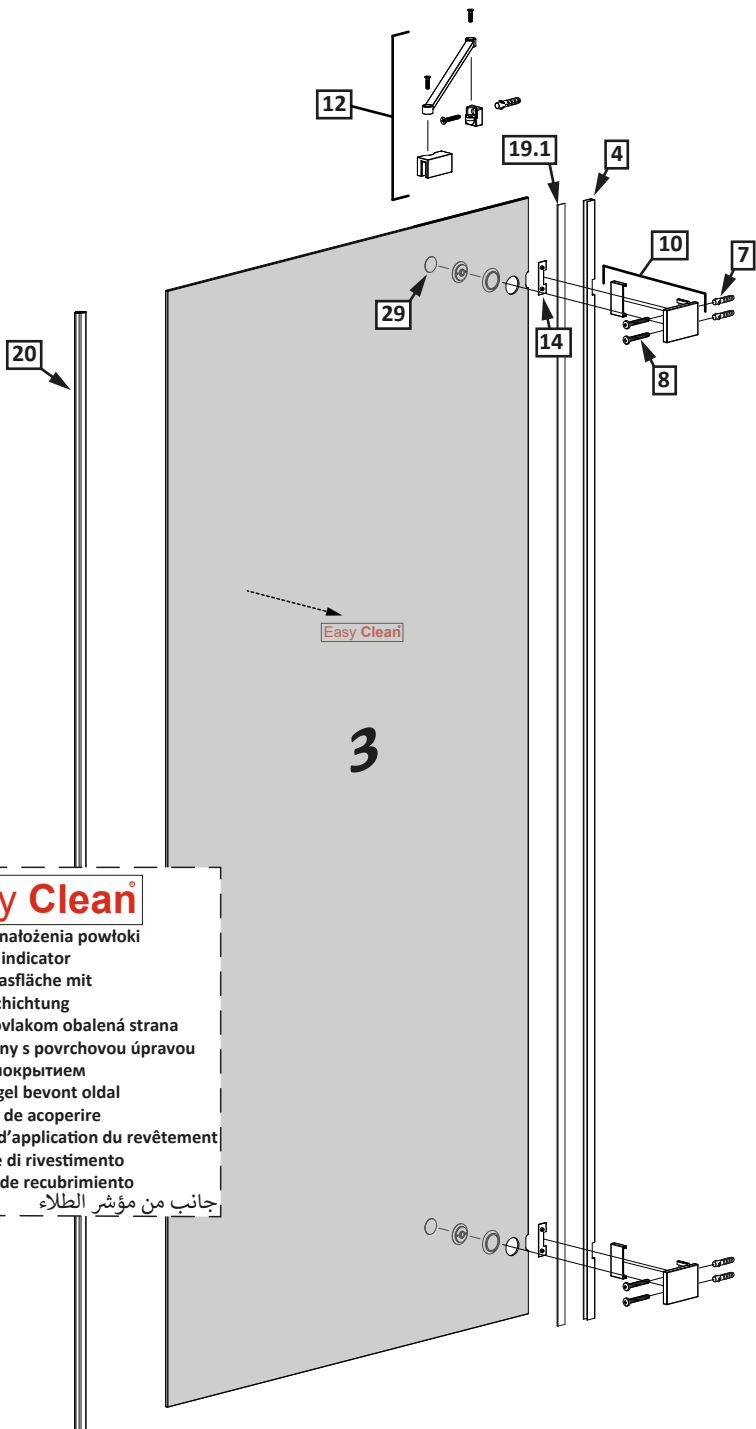 12
19.1
4
10
7
29
14
20
8
Easy Clean
3
y Clean
nałożenia powłoki
indicator
asfläche mit
chichtung
ovlakom obalená strana
ny s povrchovou úpravou
покрытием
gel bevont oldal
de acoperire
d'application du revêtement
e di rivestimento
de recubrimiento
جانب من مؤشر الطلاء